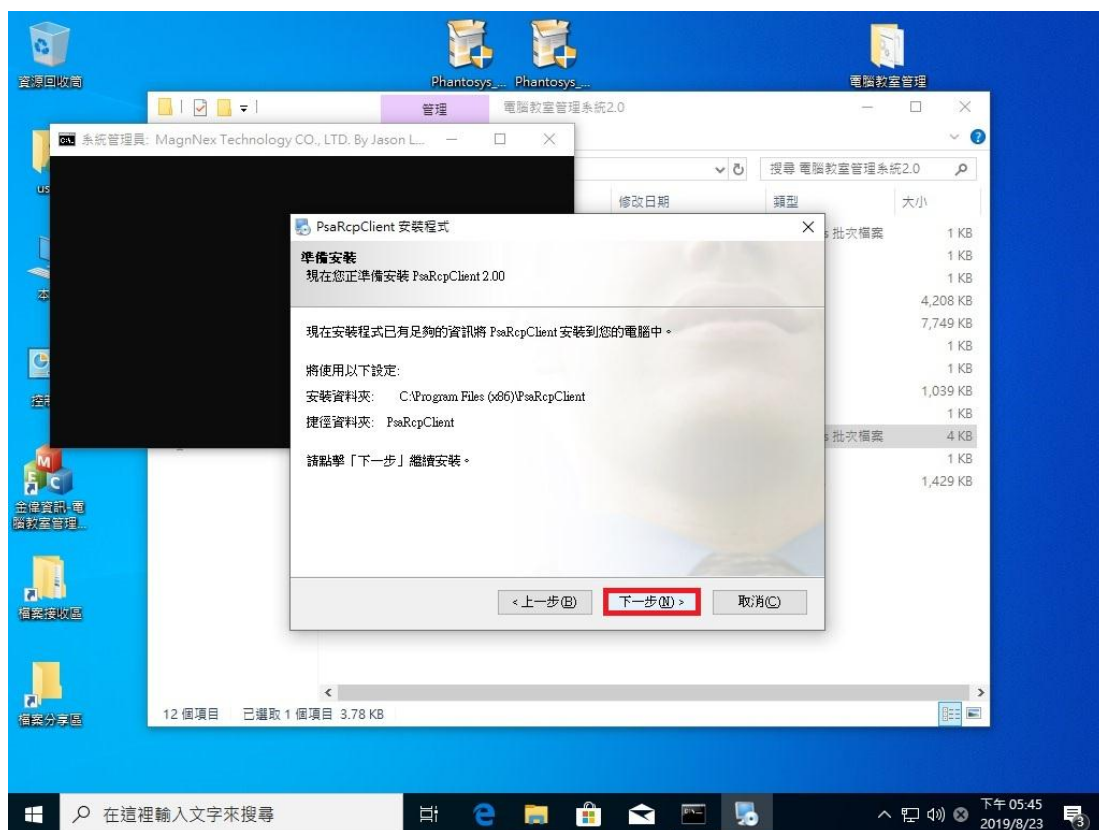 資源回收筒
Phantosys_...
Phantosys_...
電腦教室管理
管理
電腦教室管理系統2.0
系統管理員: MagnNex Technology CO., LTD. By Jason L...
搜尋 電腦教室管理系統2.0
修改日期
類型
大小
批次檔案
1 KB
1 KB
1 KB
4,208 KB
7,749 KB
1 KB
1 KB
1,039 KB
1 KB
批次檔案
4 KB
1 KB
1,429 KB
PsaRcpClient 安裝程式
準備安裝
現在您正準備安裝 PsaRcpClient 2.00
現在安裝程式已有足夠的資訊將 PsaRcpClient 安裝到您的電腦中。
將使用以下設定:
安裝資料夾: C:\Program Files (x86)\PsaRcpClient
捷徑資料夾: PsaRcpClient
請點擊「下一步」繼續安裝。
<上一步(B)
下一步(N) >
取消(C)
金偉資訊-電
腦教室管理...
檔案接收區
檔案分享區
12 個項目
已選取 1 個項目 3.78 KB
在這裡輸入文字來搜尋
下午 05:45
2019/8/23
3